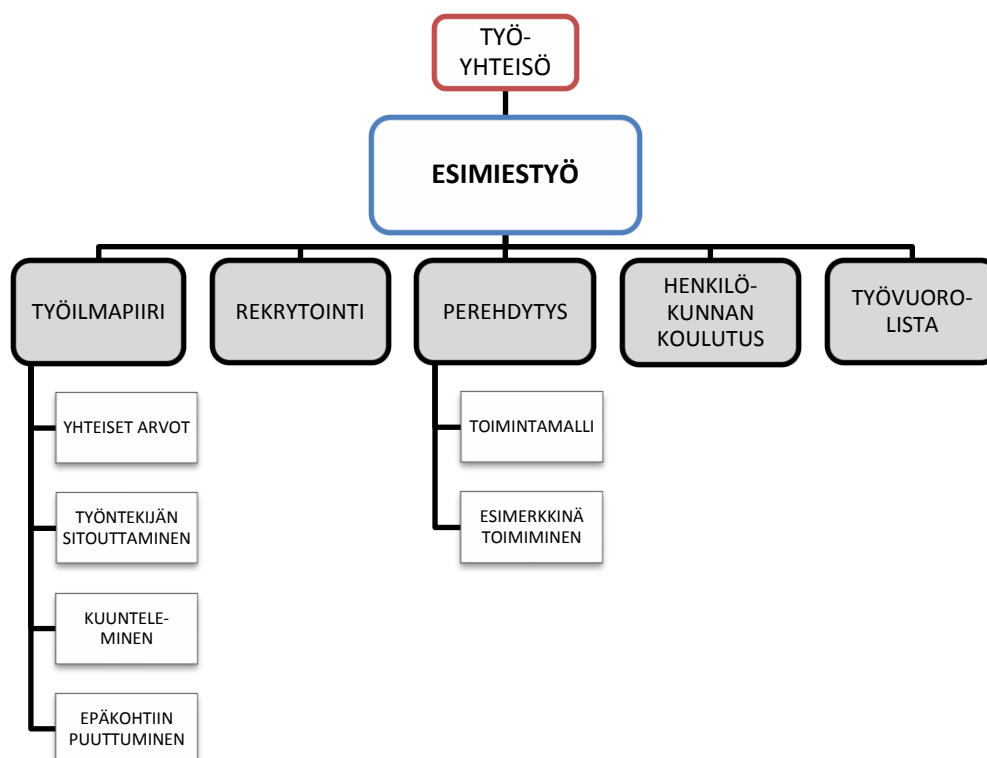 TYÖ-
YHTEISÖ
ESIMIESTYÖ
TYÖILMAPIIRI
REKRYTOINTI
PEREHDYTYS
HENKILÖ-
KUNNAN
KOULUTUS
TYÖVUORO-
LISTA
YHTEISET ARVOT
TYÖNTEKIJÄN
SITOUTTAMINEN
KUUNTELE-
MINEN
EPÄKOHTIIN
PUUTTUMINEN
TOIMINTAMALLI
ESIMERKKINÄ
TOIMIMINEN